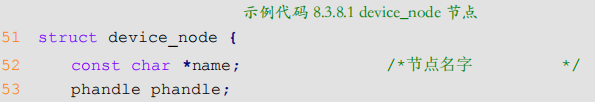 示例代码 8.3.8.1 device_node 节点
51 struct device_node {
52 const char *name; /*节点名字 */
53 phandle phandle;